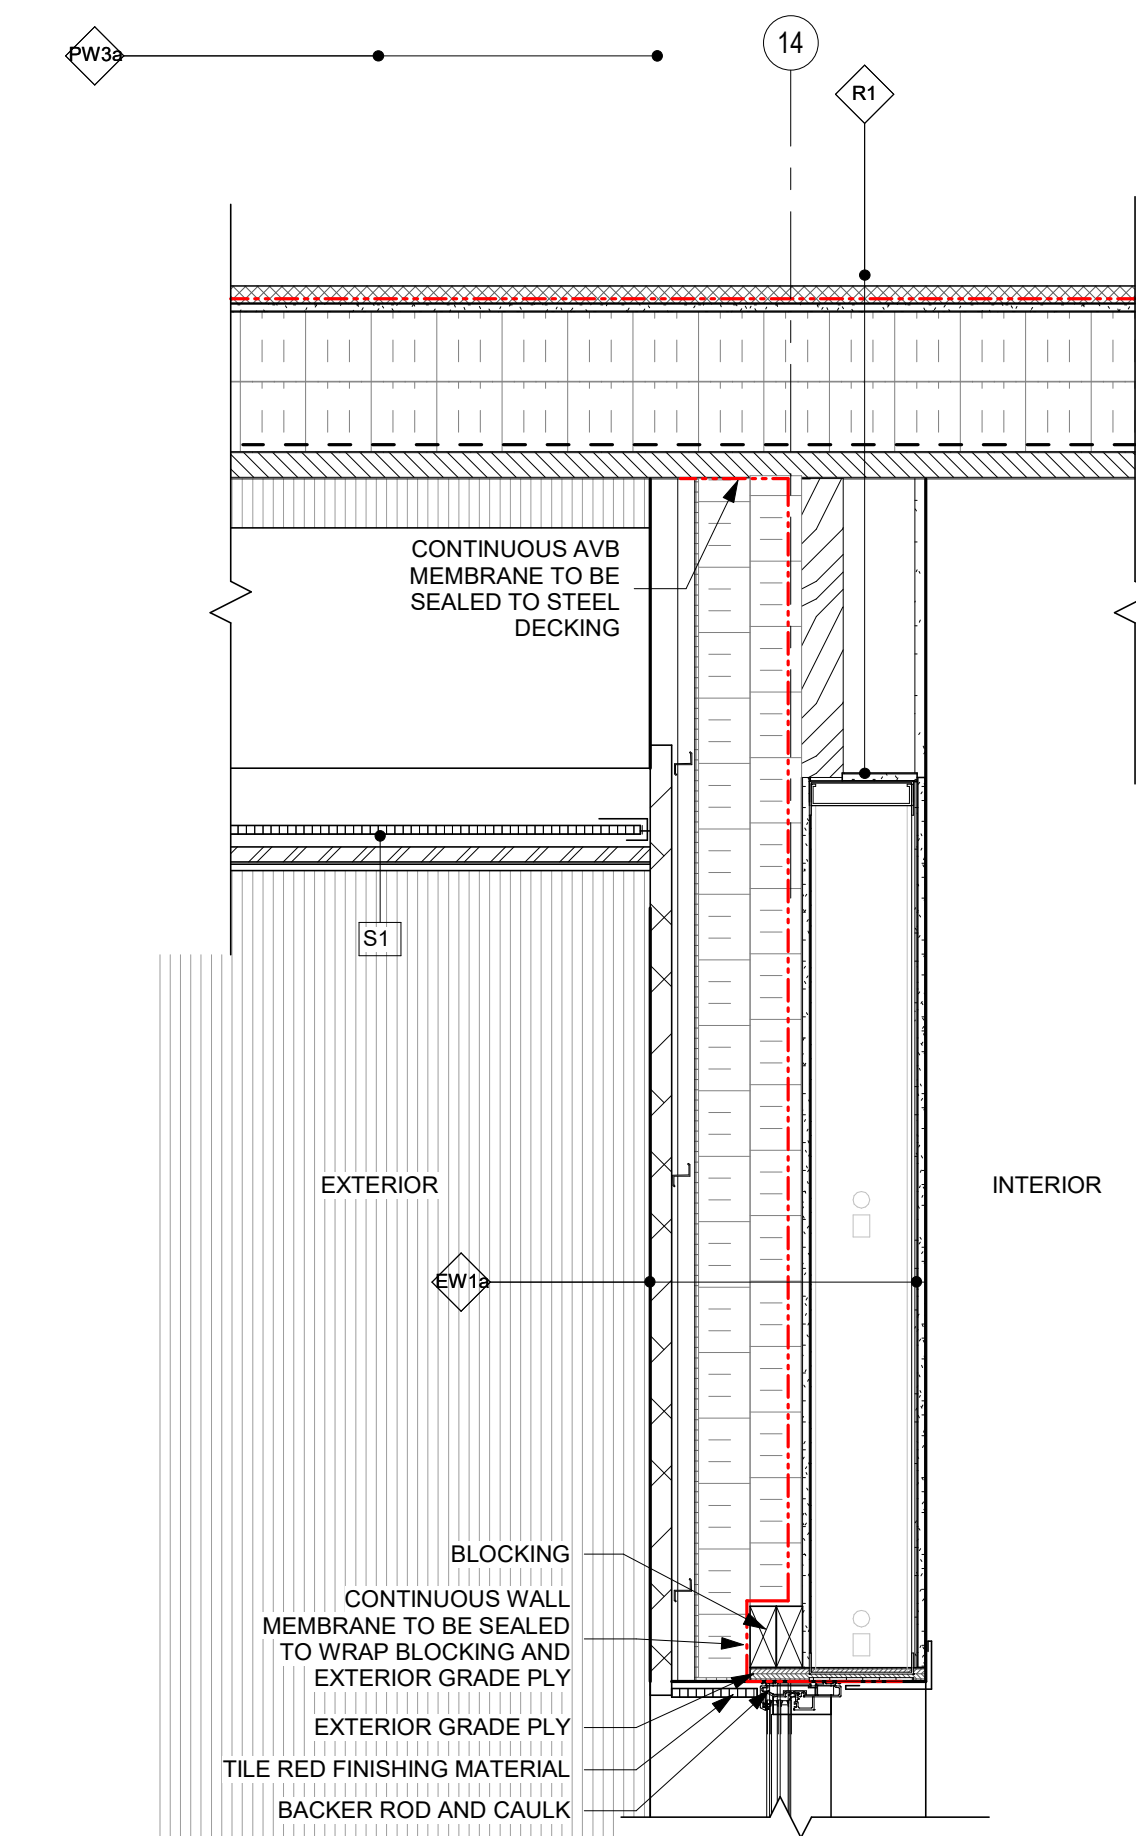 PW3a
14
R1
CONTINUOUS AVB
MEMBRANE TO BE
SEALED TO STEEL
DECKING
S1
EXTERIOR
INTERIOR
EW1a
BLOCKING
CONTINUOUS WALL
MEMBRANE TO BE SEALED
TO WRAP BLOCKING AND
EXTERIOR GRADE PLY
EXTERIOR GRADE PLY
TILE RED FINISHING MATERIAL
BACKER ROD AND CAULK